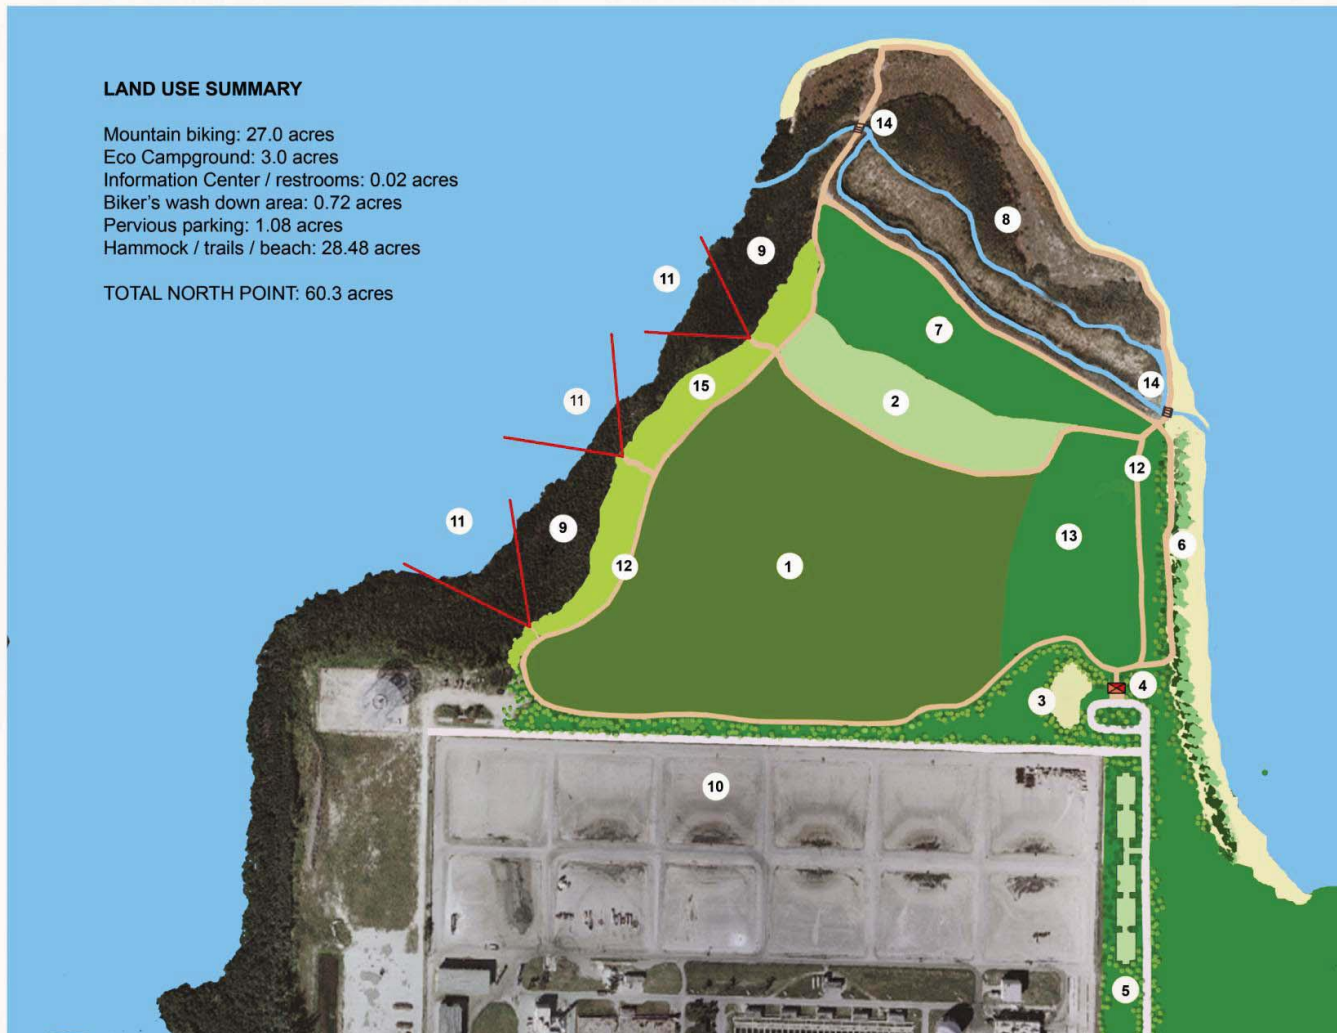 LAND USE SUMMARY
Mountain biking: 27.0 acres
Eco Campground: 3.0 acres
Information Center / restrooms: 0.02 acres
Biker's wash down area: 0.72 acres
Pervious parking: 1.08 acres
Hammock / trails / beach: 28.48 acres
TOTAL NORTH POINT: 60.3 acres
14
8
9
11
7
14
15
2
11
12
11
9
13
6
1
12
4
3
10
5